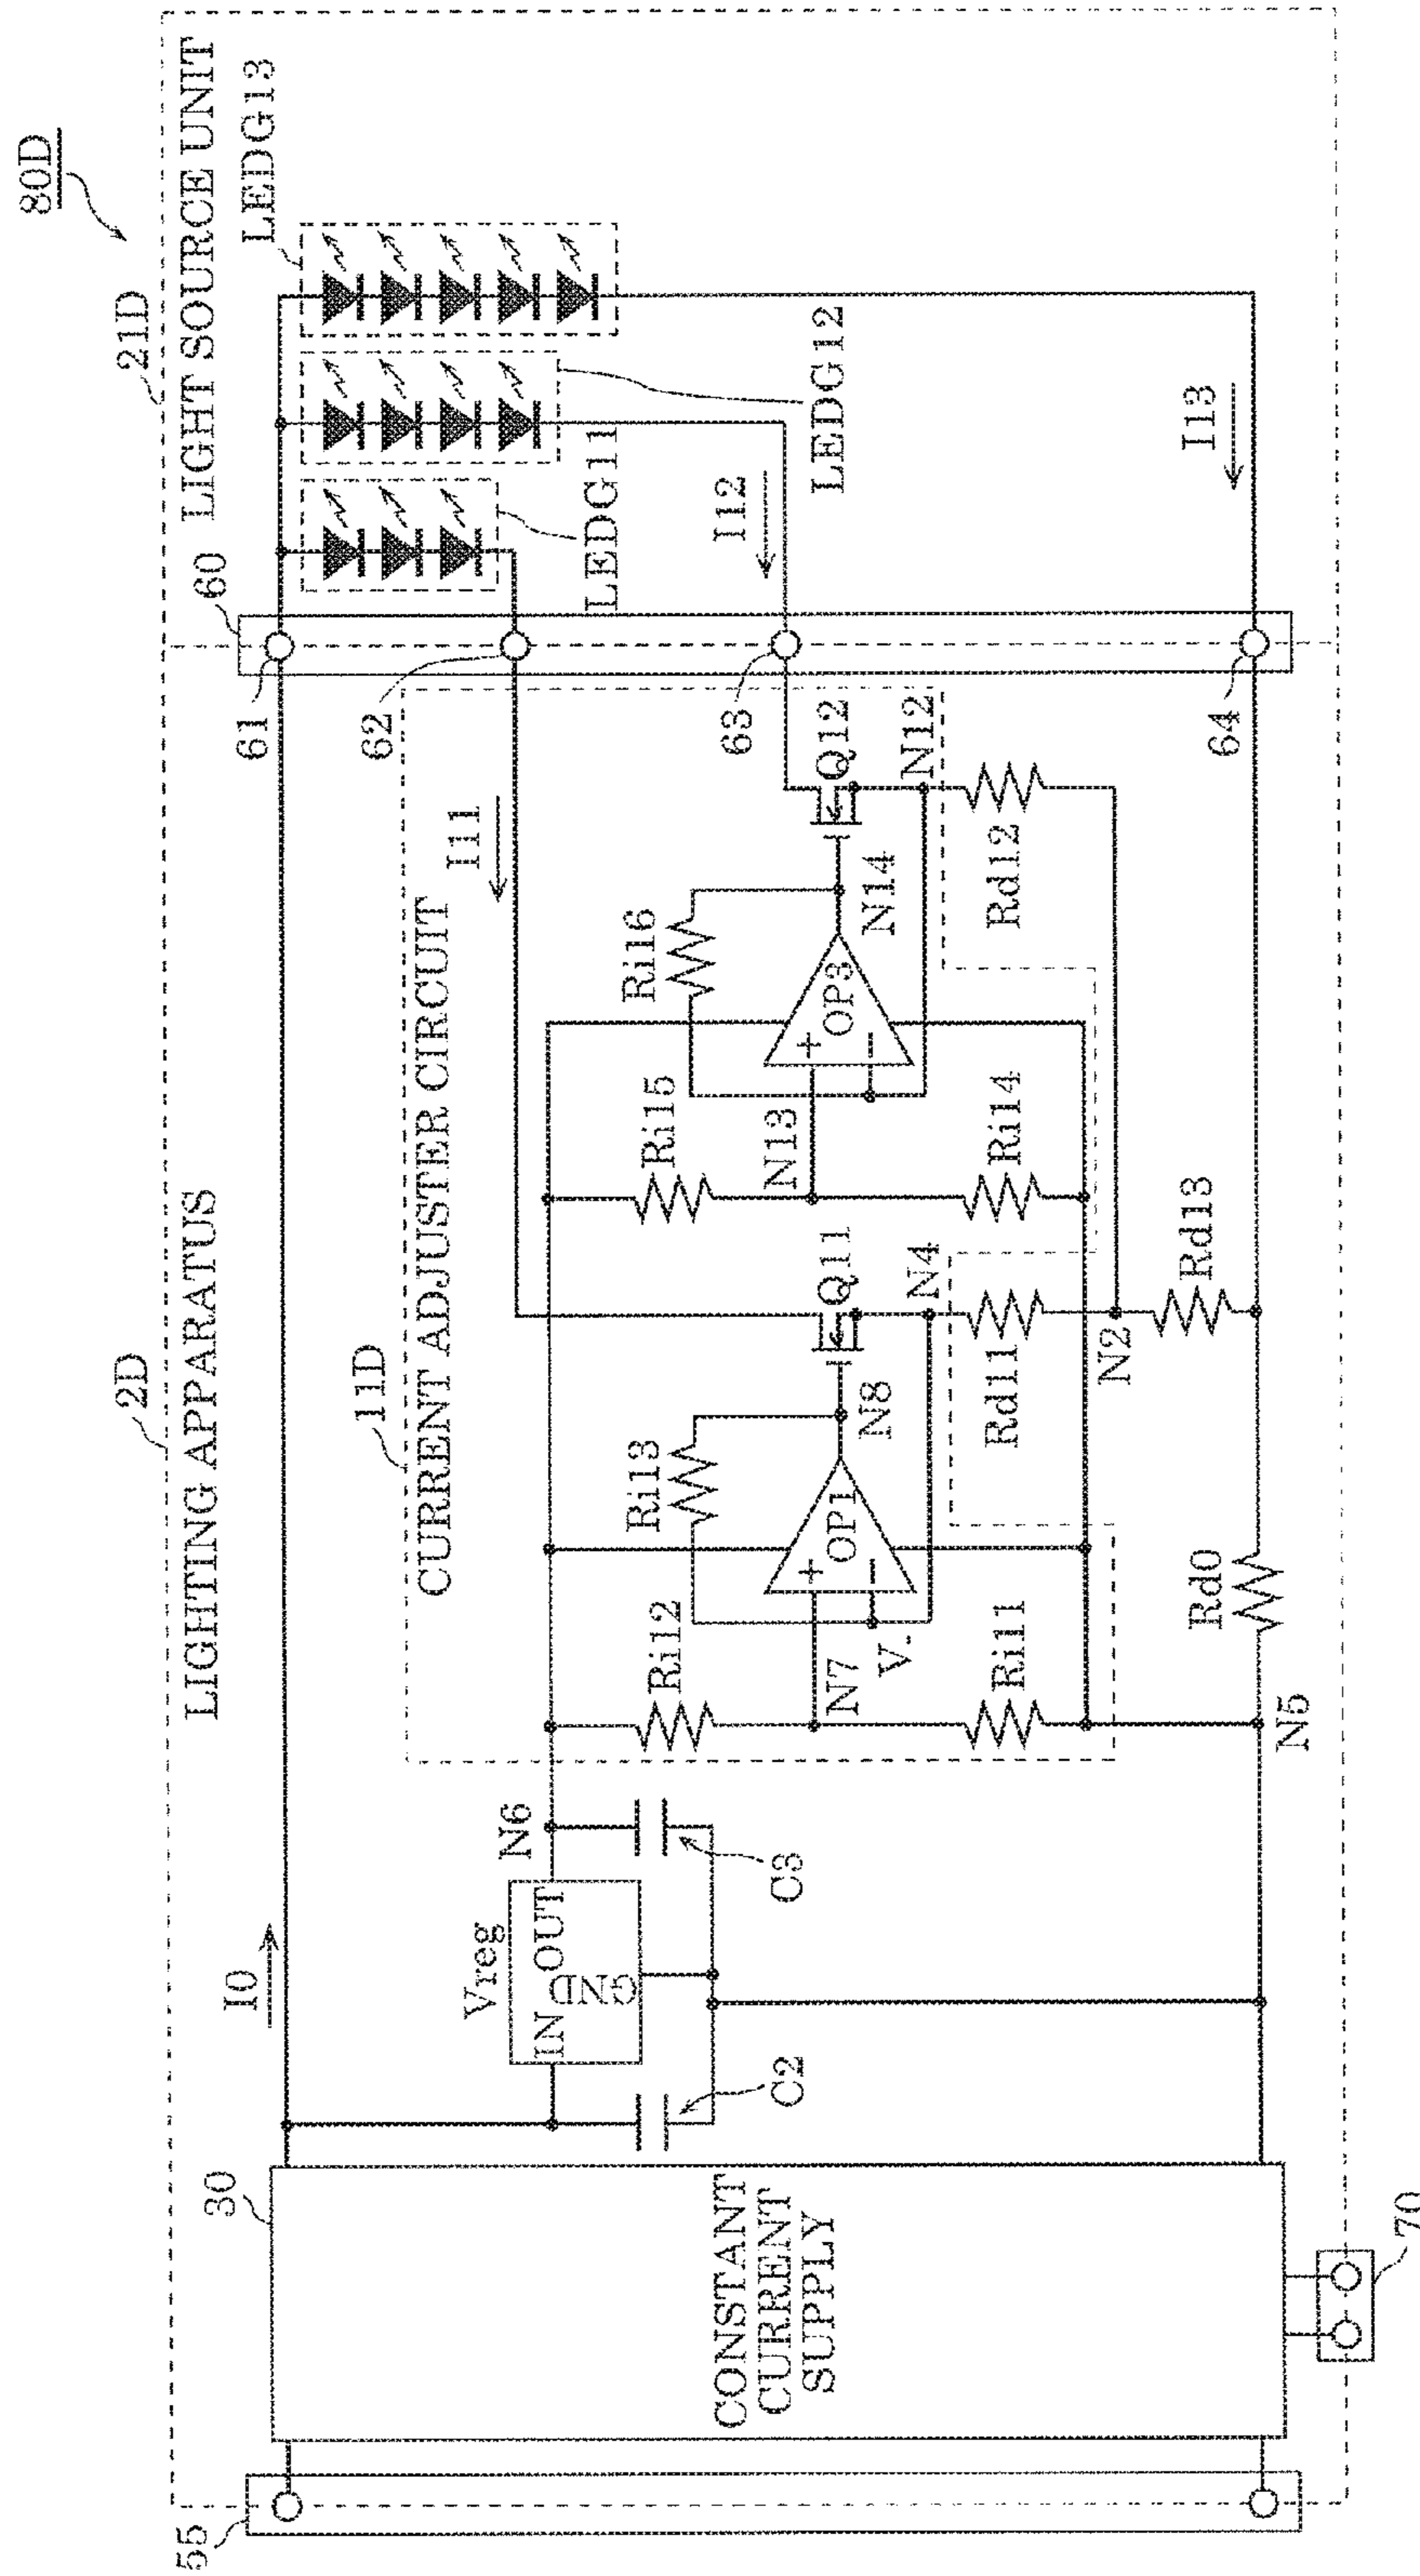 80D
21D
LIGHT SOURCE UNIT
LEDG13
LEDG12
LEDG11
I12
I13
60
61
62
63
64
2D
LIGHTING APPARATUS
11D
CURRENT ADJUSTER CIRCUIT
I11
Ri12
Ri13
Ri15
Ri16
OP1
+
−
OP3
+
−
N7
V-
N8
Q11
N4
N13
N14
Q12
N12
Ri11
Rd11
Ri14
Rd12
N2
Rd13
Rd0
N5
I0
Vreg
IN OUT
GND
N6
C2
C3
30
CONSTANT
CURRENT
SUPPLY
55
70